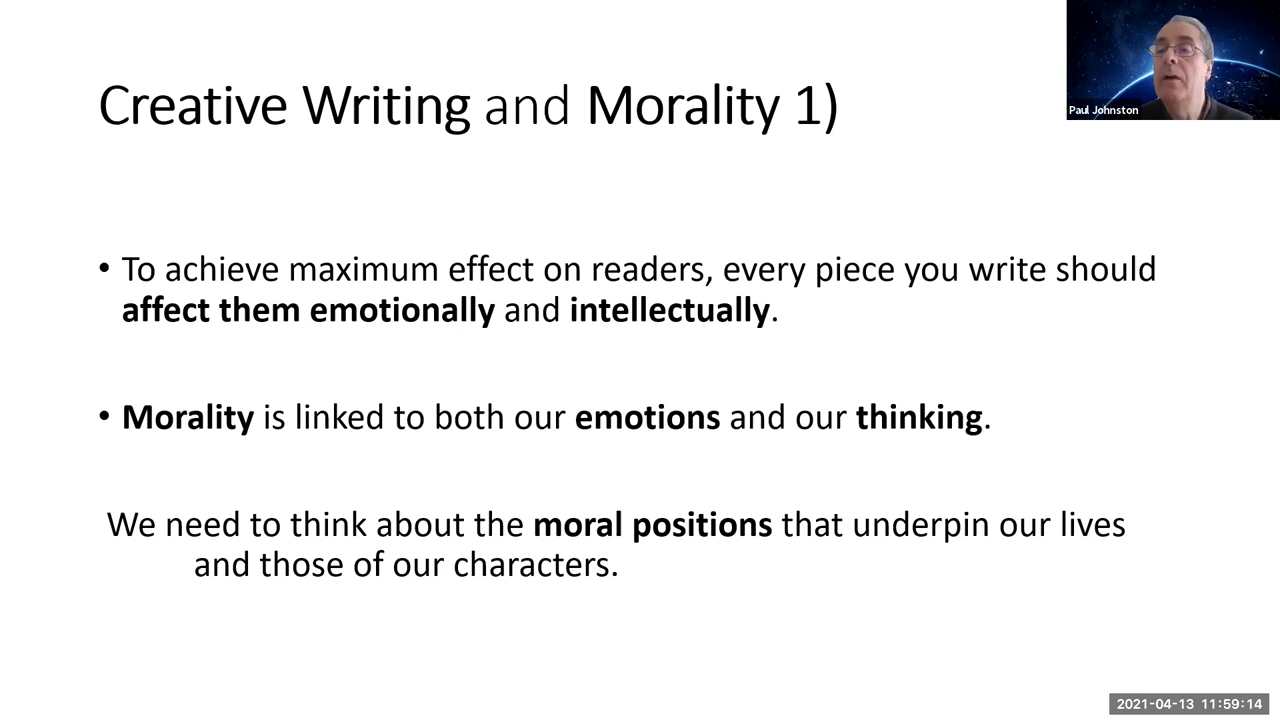 Creative Writing and Morality 1)
Paul Johnston
• To achieve maximum effect on readers, every piece you write should
affect them emotionally and intellectually.
• Morality is linked to both our emotions and our thinking.
We need to think about the moral positions that underpin our lives
and those of our characters.
2021-04-13 11:59:14